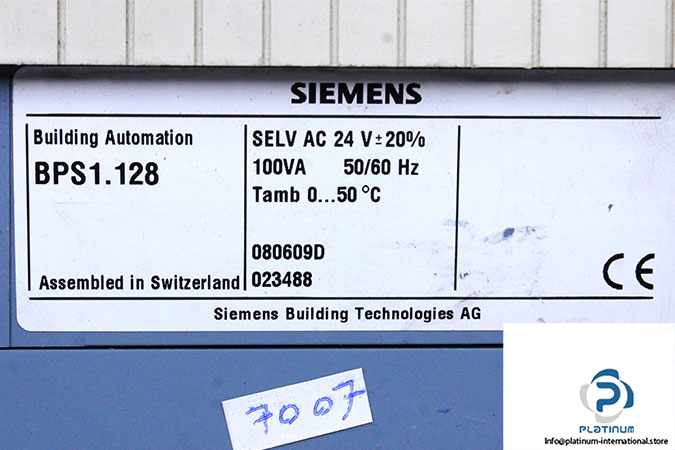 SIEMENS
Building Automation
BPS1.128
Assembled in Switzerland
SELV AC 24 V ± 20%
100VA 50/60 Hz
Tamb 0...50 °C
080609D
023488
CE
Siemens Building Technologies AG
7007
PLATINUM
Info@platinum-international.store